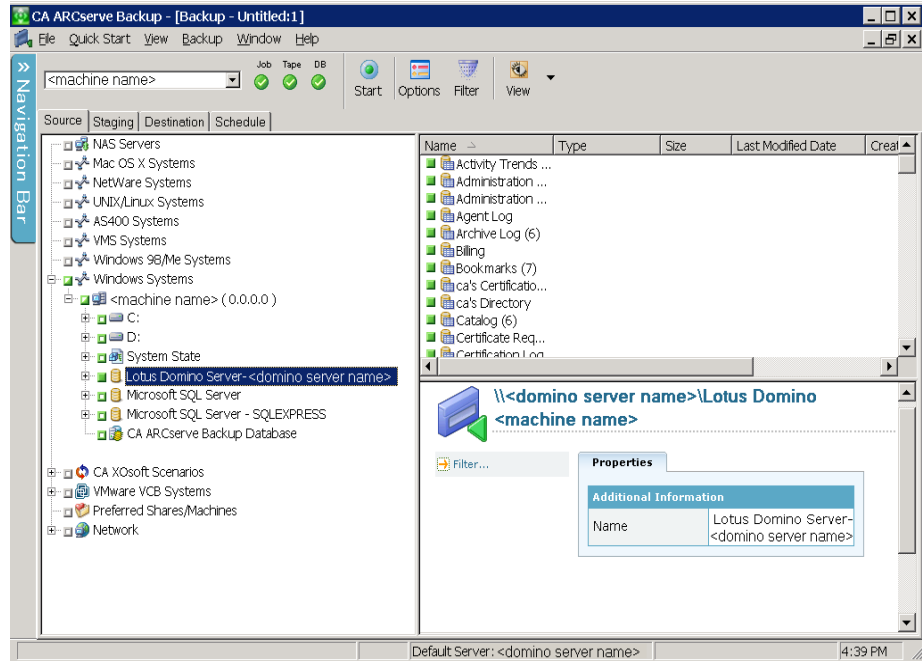 CA ARCserve Backup - [Backup - Untitled:1]
File Quick Start View Backup Window Help
Navigation Bar
<machine name>
Job Tape DB
Start Options Filter View
Source Staging Destination Schedule
NAS Servers
Mac OS X Systems
NetWare Systems
UNIX/Linux Systems
AS400 Systems
VMS Systems
Windows 98/Me Systems
Windows Systems
<machine name> ( 0.0.0.0 )
C:
D:
System State
Lotus Domino Server-<domino server name>
Microsoft SQL Server
Microsoft SQL Server - SQLEXPRESS
CA ARCserve Backup Database
CA XOsoft Scenarios
VMware VCB Systems
Preferred Shares/Machines
Network
Name Type Size Last Modified Date Creat
Activity Trends ...
Administration ...
Administration ...
Agent Log
Archive Log (6)
Billing
Bookmarks (7)
ca's Certificatio...
ca's Directory
Catalog (6)
Certificate Req...
Certification Log
\\<domino server name>\Lotus Domino
<machine name>
Filter...
Properties
Additional Information
Name Lotus Domino Server-
<domino server name>
Default Server: <domino server name> 4:39 PM